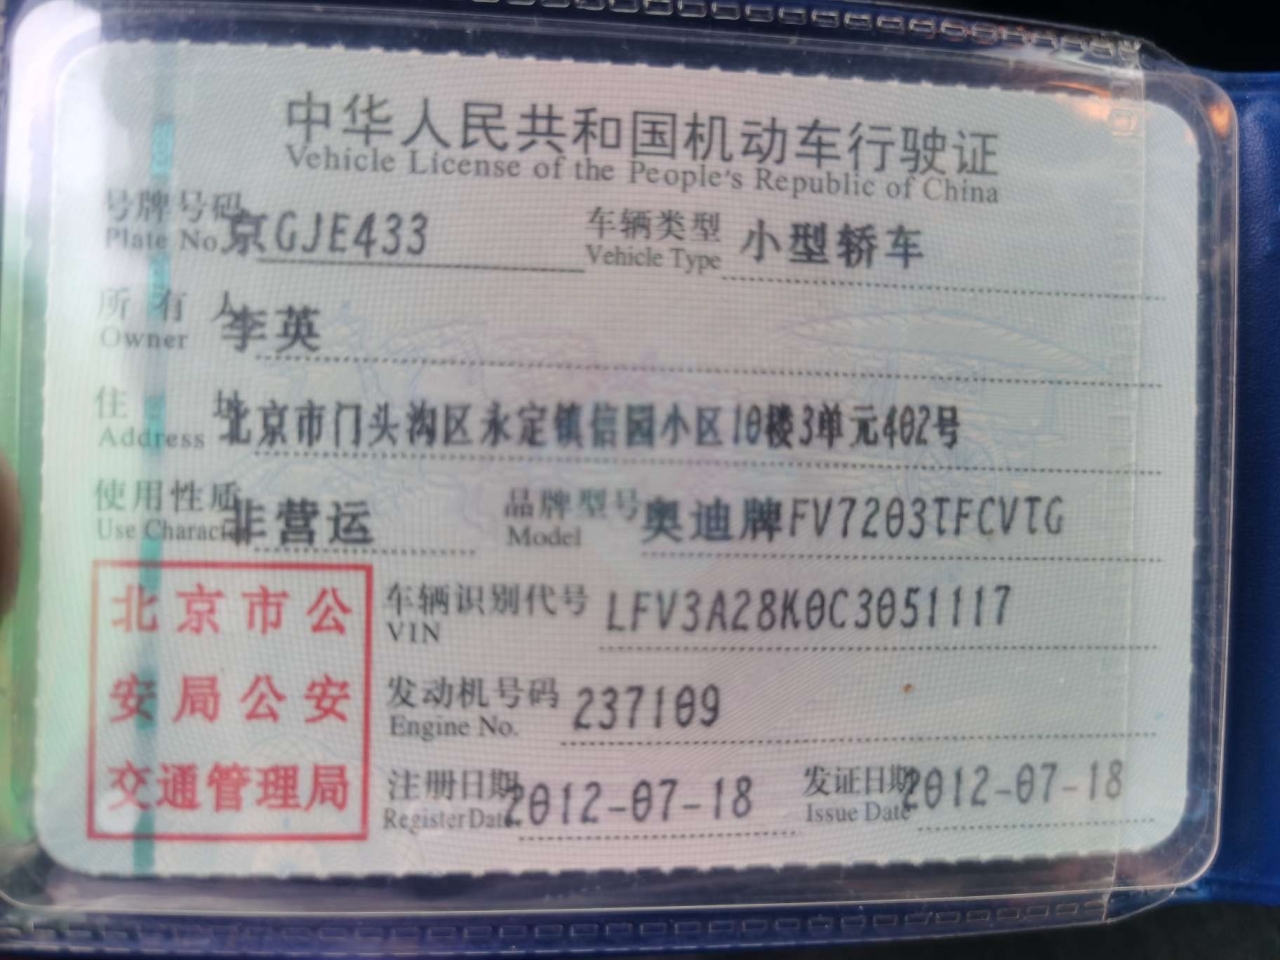 中华人民共和国机动车行驶证
Vehicle License of the People's Republic of China
号牌号码 京GJE433 车辆类型 小型轿车
Plate No. Vehicle Type
所有人 李英
Owner
住址 北京市门头沟区永定镇信园小区10楼3单元402号
Address
使用性质 非营运 品牌型号 奥迪牌FV7203TFCVTG
Use Character Model
北京市公
安局公安
交通管理局
车辆识别代号 LFV3A28K0C3051117
VIN
发动机号码 237109
Engine No.
注册日期 2012-07-18 发证日期 2012-07-18
Register Date Issue Date